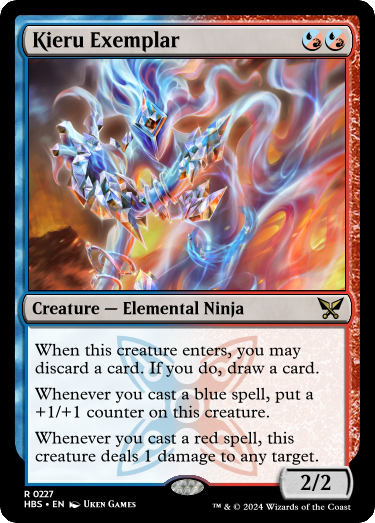 Kieru Exemplar
Creature — Elemental Ninja
When this creature enters, you may
discard a card. If you do, draw a card.
Whenever you cast a blue spell, put a
+1/+1 counter on this creature.
Whenever you cast a red spell, this
creature deals 1 damage to any target.
2/2
R 0227
HBS • EN Uken Games
™ & © 2024 Wizards of the Coast